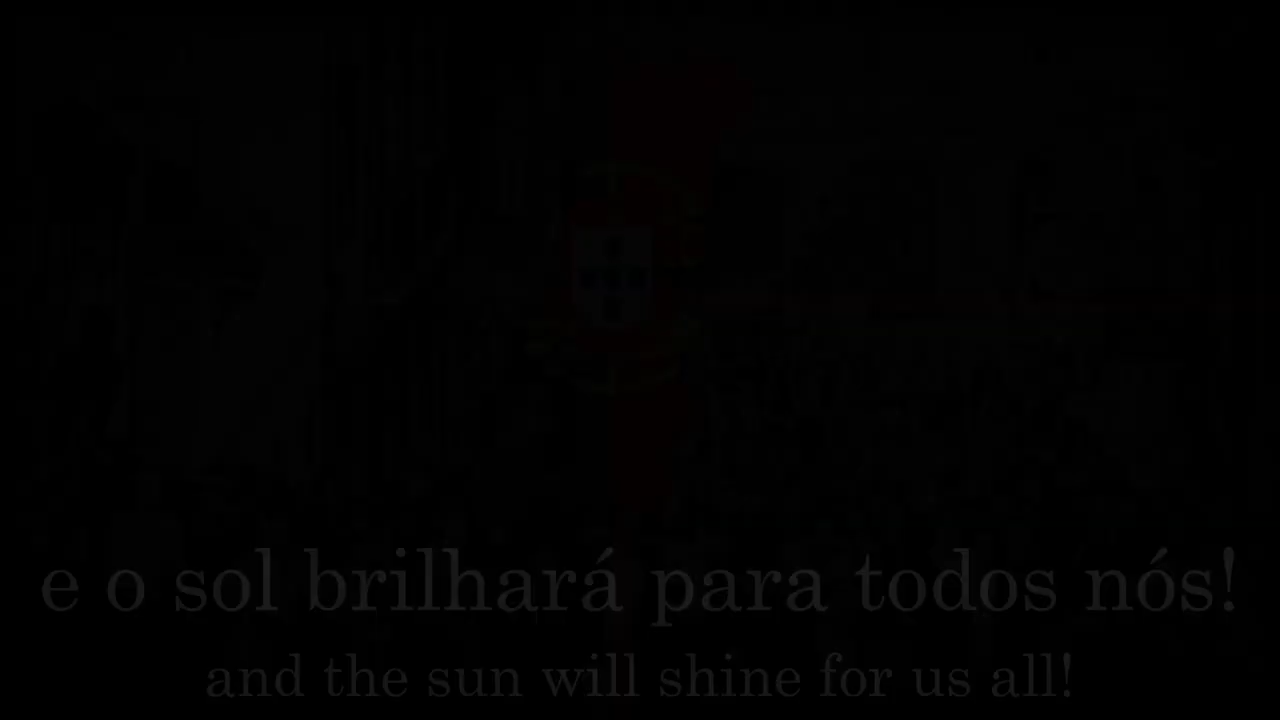 e o sol brilhará para todos nós!
and the sun will shine for us all!